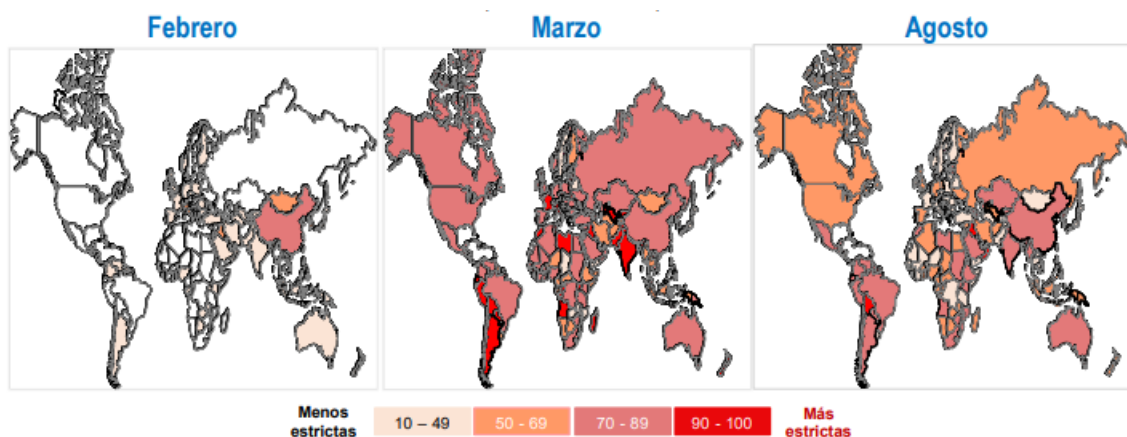 Febrero
Marzo
Agosto
Menos estrictas
10 – 49
50 - 69
70 - 89
90 - 100
Más estrictas